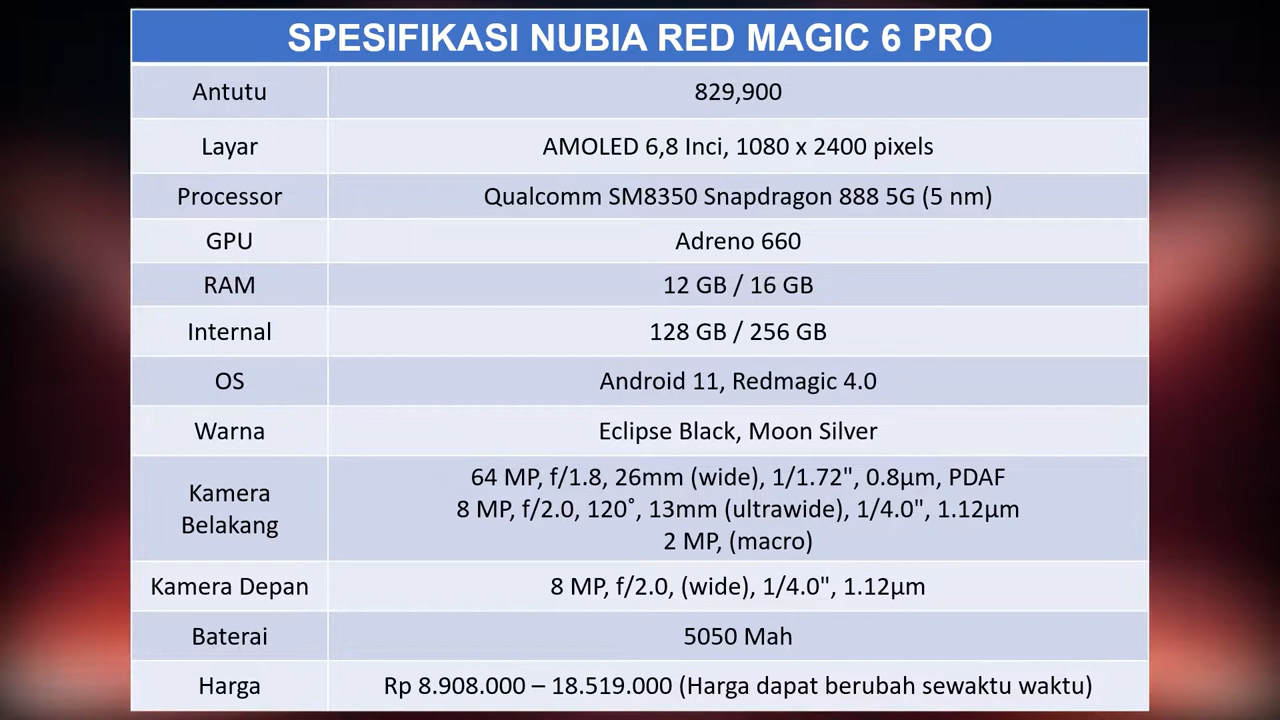 SPESIFIKASI NUBIA RED MAGIC 6 PRO
Antutu 829,900
Layar AMOLED 6,8 Inci, 1080 x 2400 pixels
Processor Qualcomm SM8350 Snapdragon 888 5G (5 nm)
GPU Adreno 660
RAM 12 GB / 16 GB
Internal 128 GB / 256 GB
OS Android 11, Redmagic 4.0
Warna Eclipse Black, Moon Silver
Kamera
Belakang
64 MP, f/1.8, 26mm (wide), 1/1.72", 0.8µm, PDAF
8 MP, f/2.0, 120˚, 13mm (ultrawide), 1/4.0", 1.12µm
2 MP, (macro)
Kamera Depan 8 MP, f/2.0, (wide), 1/4.0", 1.12µm
Baterai 5050 Mah
Harga Rp 8.908.000 – 18.519.000 (Harga dapat berubah sewaktu waktu)